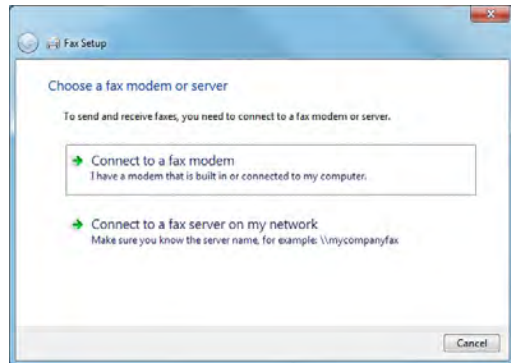 Fax Setup
Choose a fax modem or server
To send and receive faxes, you need to connect to a fax modem or server.
Connect to a fax modem
I have a modem that is built in or connected to my computer.
Connect to a fax server on my network
Make sure you know the server name, for example: \\mycompanyfax
Cancel